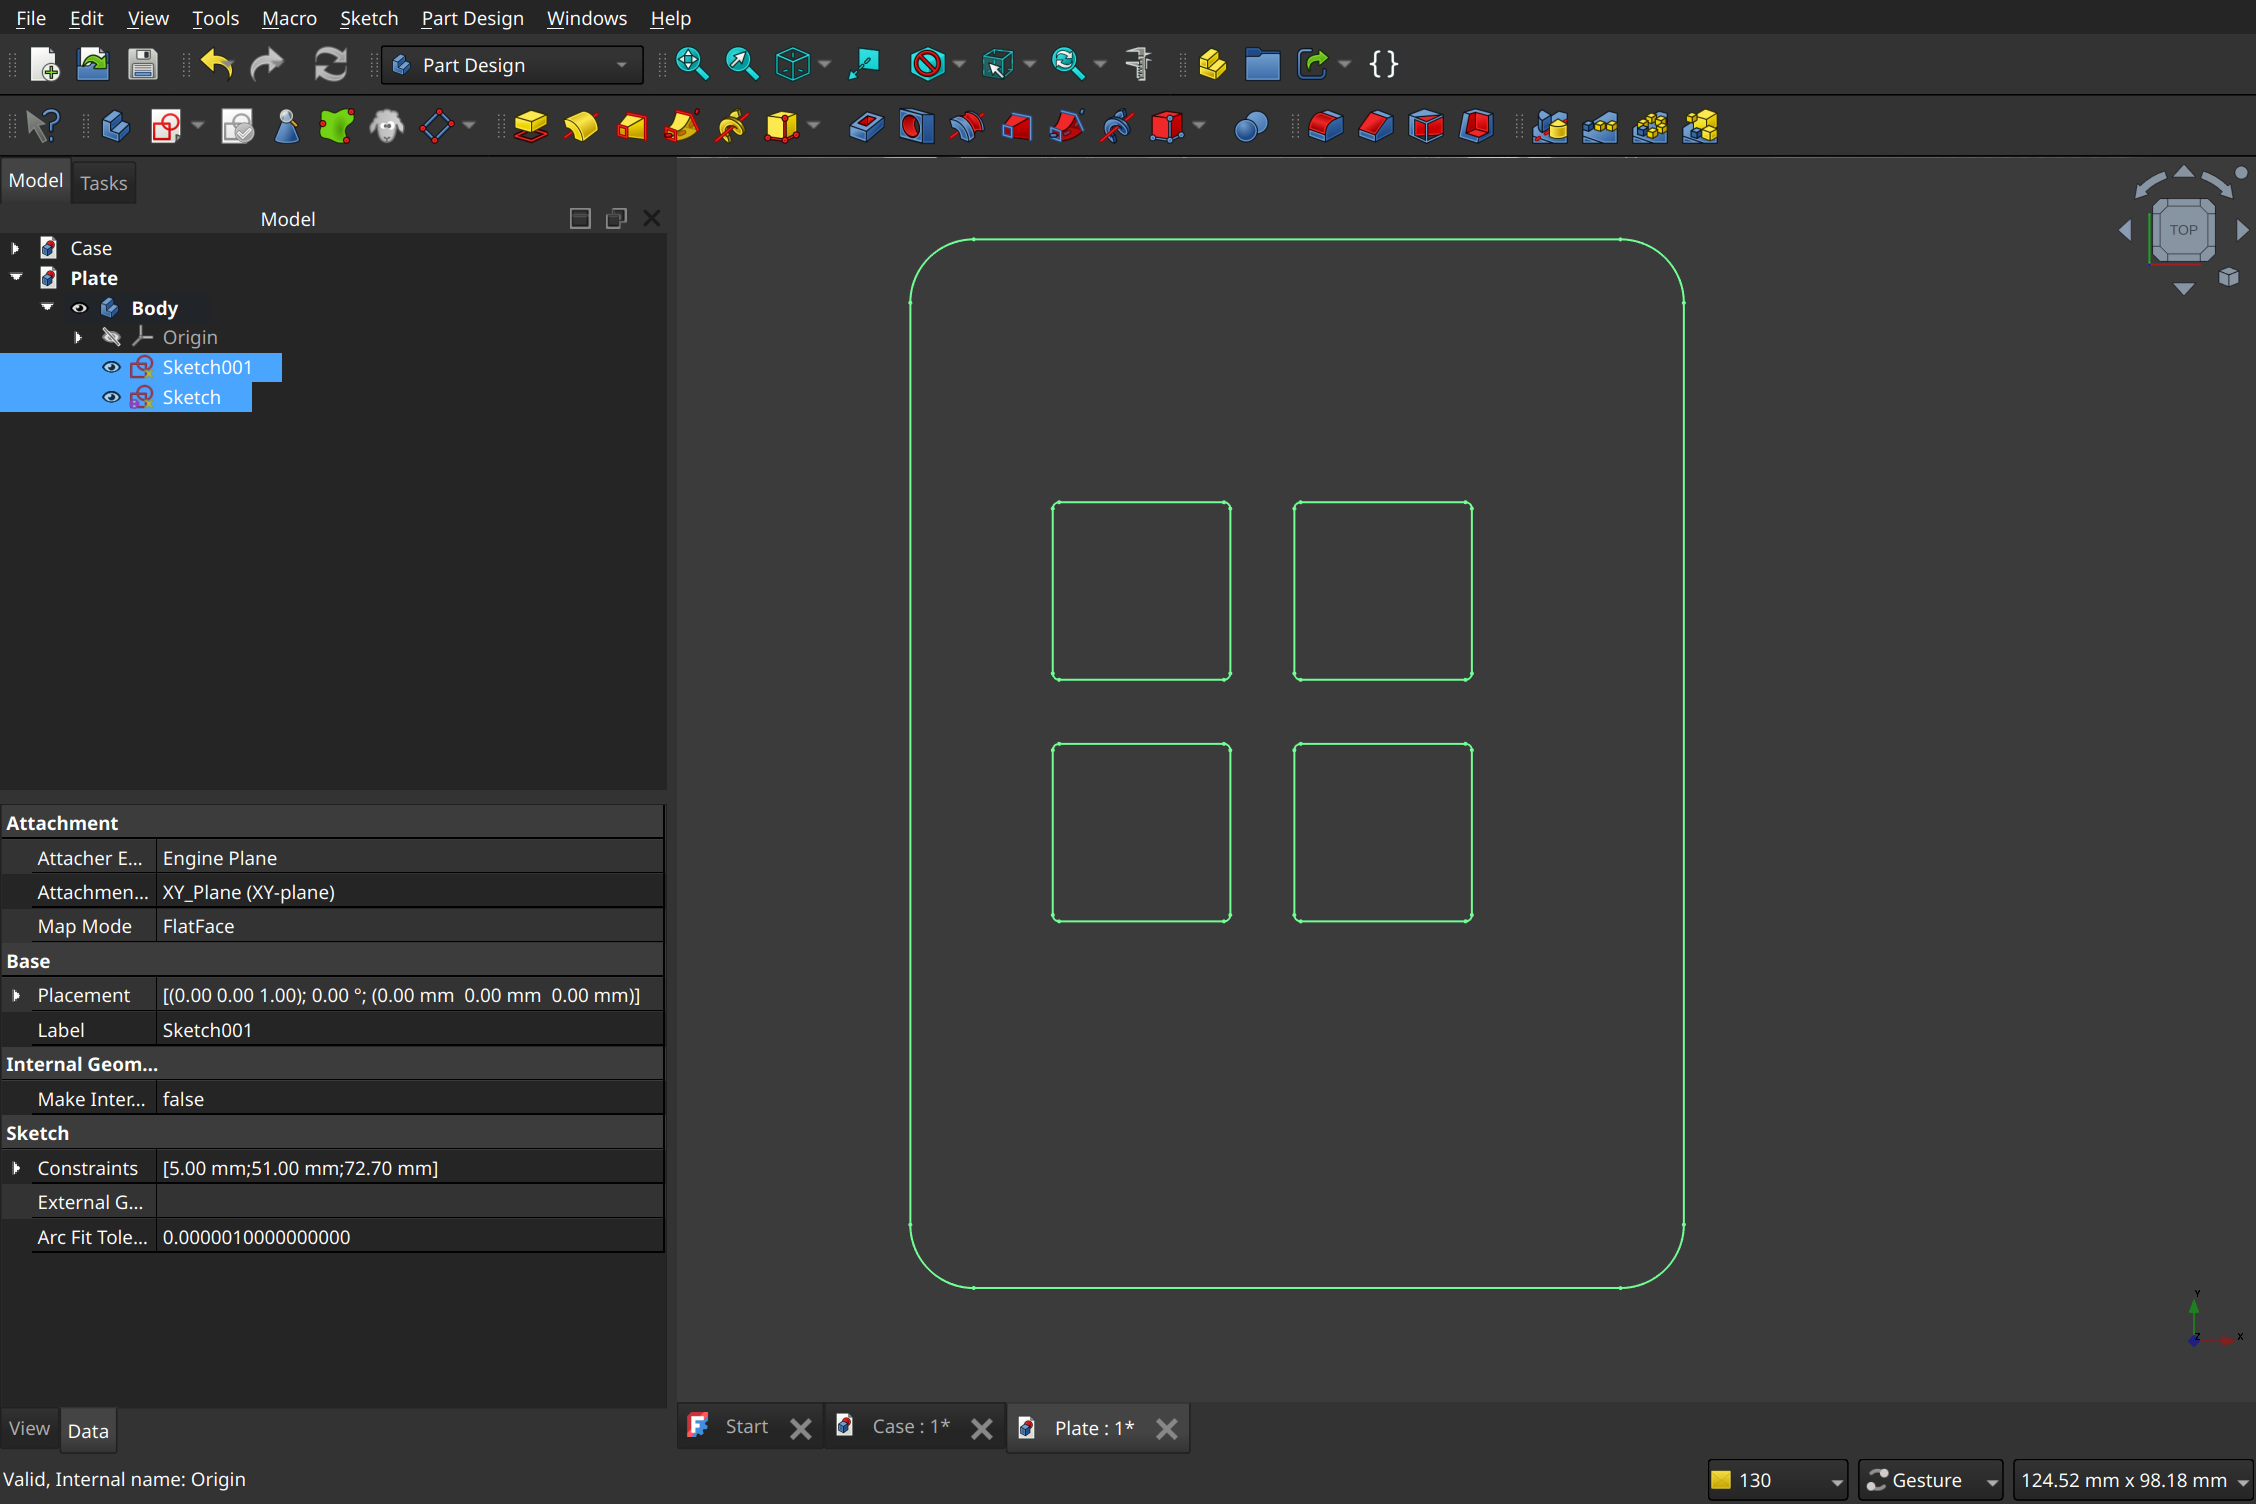 File Edit View Tools Macro Sketch Part Design Windows Help
Part Design
Model Tasks
Model
Case
Plate
Body
Origin
Sketch001
Sketch
TOP
Attachment
Attacher E... Engine Plane
Attachmen... XY_Plane (XY-plane)
Map Mode FlatFace
Base
Placement [(0.00 0.00 1.00); 0.00 °; (0.00 mm 0.00 mm 0.00 mm)]
Label Sketch001
Internal Geom...
Make Inter... false
Sketch
Constraints [5.00 mm;51.00 mm;72.70 mm]
External G...
Arc Fit Tole... 0.0000010000000000
Y
Z X
View Data
Start Case : 1* Plate : 1*
Valid, Internal name: Origin
130 Gesture 124.52 mm x 98.18 mm